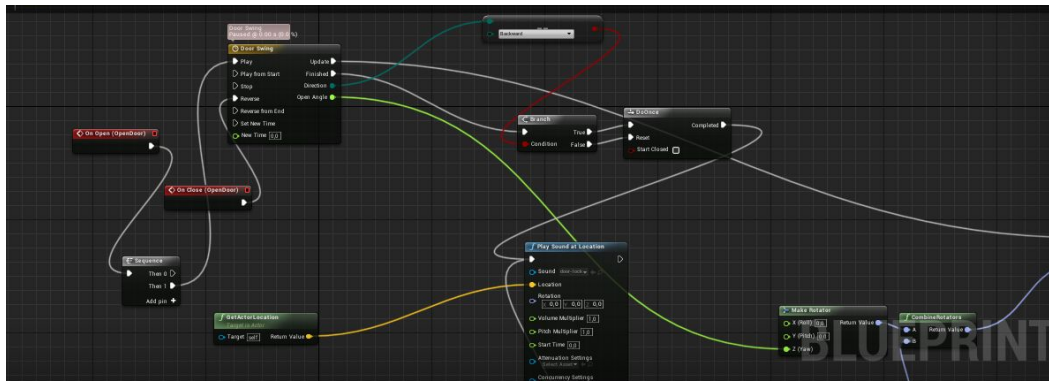 Door Swing
Paused @ 0.00 s (0.0 %)
Door Swing
Play
Update
Play from Start
Finished
Stop
Direction
Reverse
Open Angle
Reverse from End
Set New Time
New Time 0,0
Backward
On Open (OpenDoor)
On Close (OpenDoor)
Sequence
Then 0
Then 1
Add pin +
Branch
True
Condition
False
DoOnce
Completed
Reset
Start Closed
GetActorLocation
Target is Actor
Target self
Return Value
Play Sound at Location
Sound
Location
Rotation
X 0,0 Y 0,0 Z 0,0
Volume Multiplier 1,0
Pitch Multiplier 1,0
Start Time 0,0
Attenuation Settings
Select Asset
Concurrency Settings
Make Rotator
X (Roll) 0,0
Return Value
Y (Pitch) 0,0
Z (Yaw)
CombineRotators
A
Return Value
B
BLUEPRINT